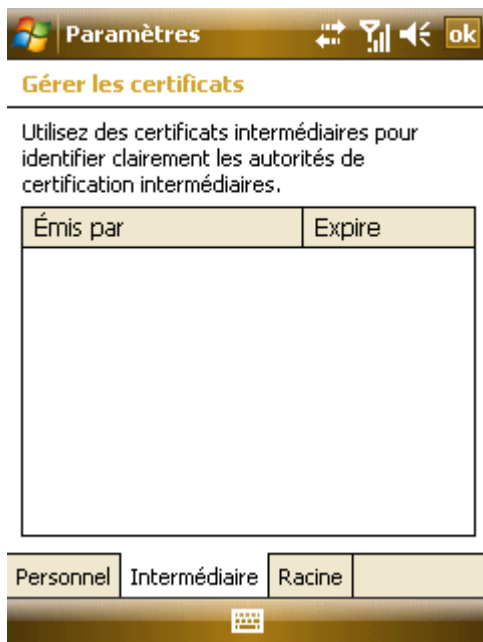 Paramètres ok
Gérer les certificats
Utilisez des certificats intermédiaires pour
identifier clairement les autorités de
certification intermédiaires.
Émis par Expire
Personnel Intermédiaire Racine